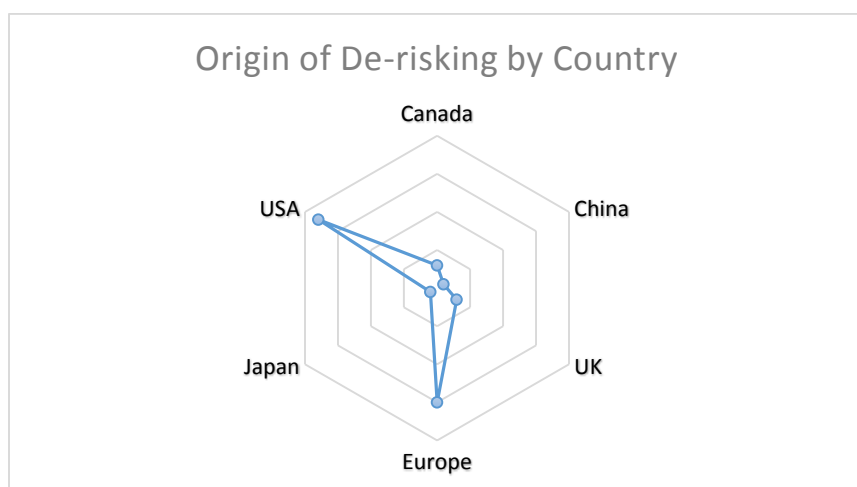 Origin of De-risking by Country
Canada
USA
China
Japan
UK
Europe